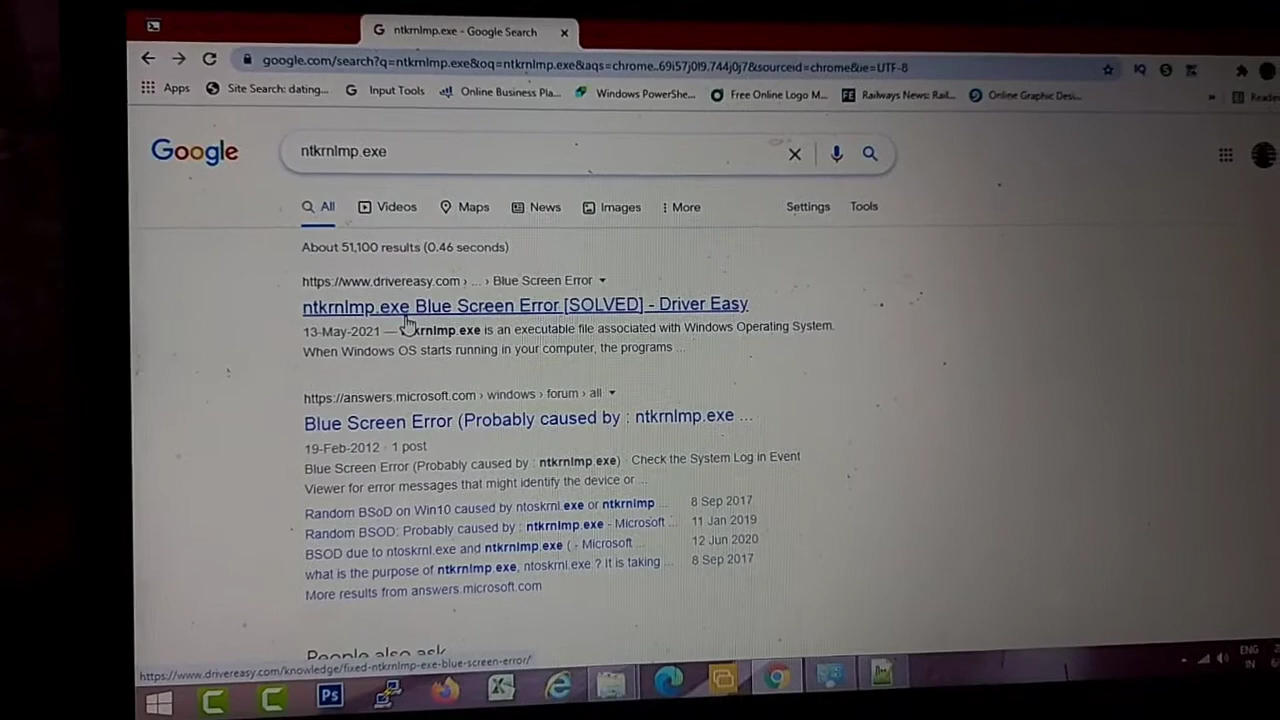 ntkrnlmp.exe - Google Search
google.com/search?q=ntkrnlmp.exe&oq=ntkrnlmp.exe&aqs=chrome..69i57j0l9.744j0j7&sourceid=chrome&ie=UTF-8
Apps Site Search: dating... Input Tools Online Business Pla... Windows PowerShe... Free Online Logo M... Railways News: Rail... Online Graphic Desi... »
Google ntkrnlmp.exe
All Videos Maps News Images More Settings Tools
About 51,100 results (0.46 seconds)
https://www.drivereasy.com › ... › Blue Screen Error
ntkrnlmp.exe Blue Screen Error [SOLVED] - Driver Easy
13-May-2021 — krnlmp.exe is an executable file associated with Windows Operating System.
When Windows OS starts running in your computer, the programs ...
https://answers.microsoft.com › windows › forum › all
Blue Screen Error (Probably caused by : ntkrnlmp.exe ...
19-Feb-2012 · 1 post
Blue Screen Error (Probably caused by : ntkrnlmp.exe) · Check the System Log in Event
Viewer for error messages that might identify the device or ...
Random BSoD on Win10 caused by ntoskrnl.exe or ntkrnlmp ... 8 Sep 2017
Random BSOD: Probably caused by : ntkrnlmp.exe - Microsoft ... 11 Jan 2019
BSOD due to ntoskrnl.exe and ntkrnlmp.exe ( - Microsoft ... 12 Jun 2020
what is the purpose of ntkrnlmp.exe, ntoskrnl.exe ? It is taking ... 8 Sep 2017
More results from answers.microsoft.com
People also ask
https://www.drivereasy.com/knowledge/fixed-ntkrnlmp-exe-blue-screen-error/
Ps
ENG
IN